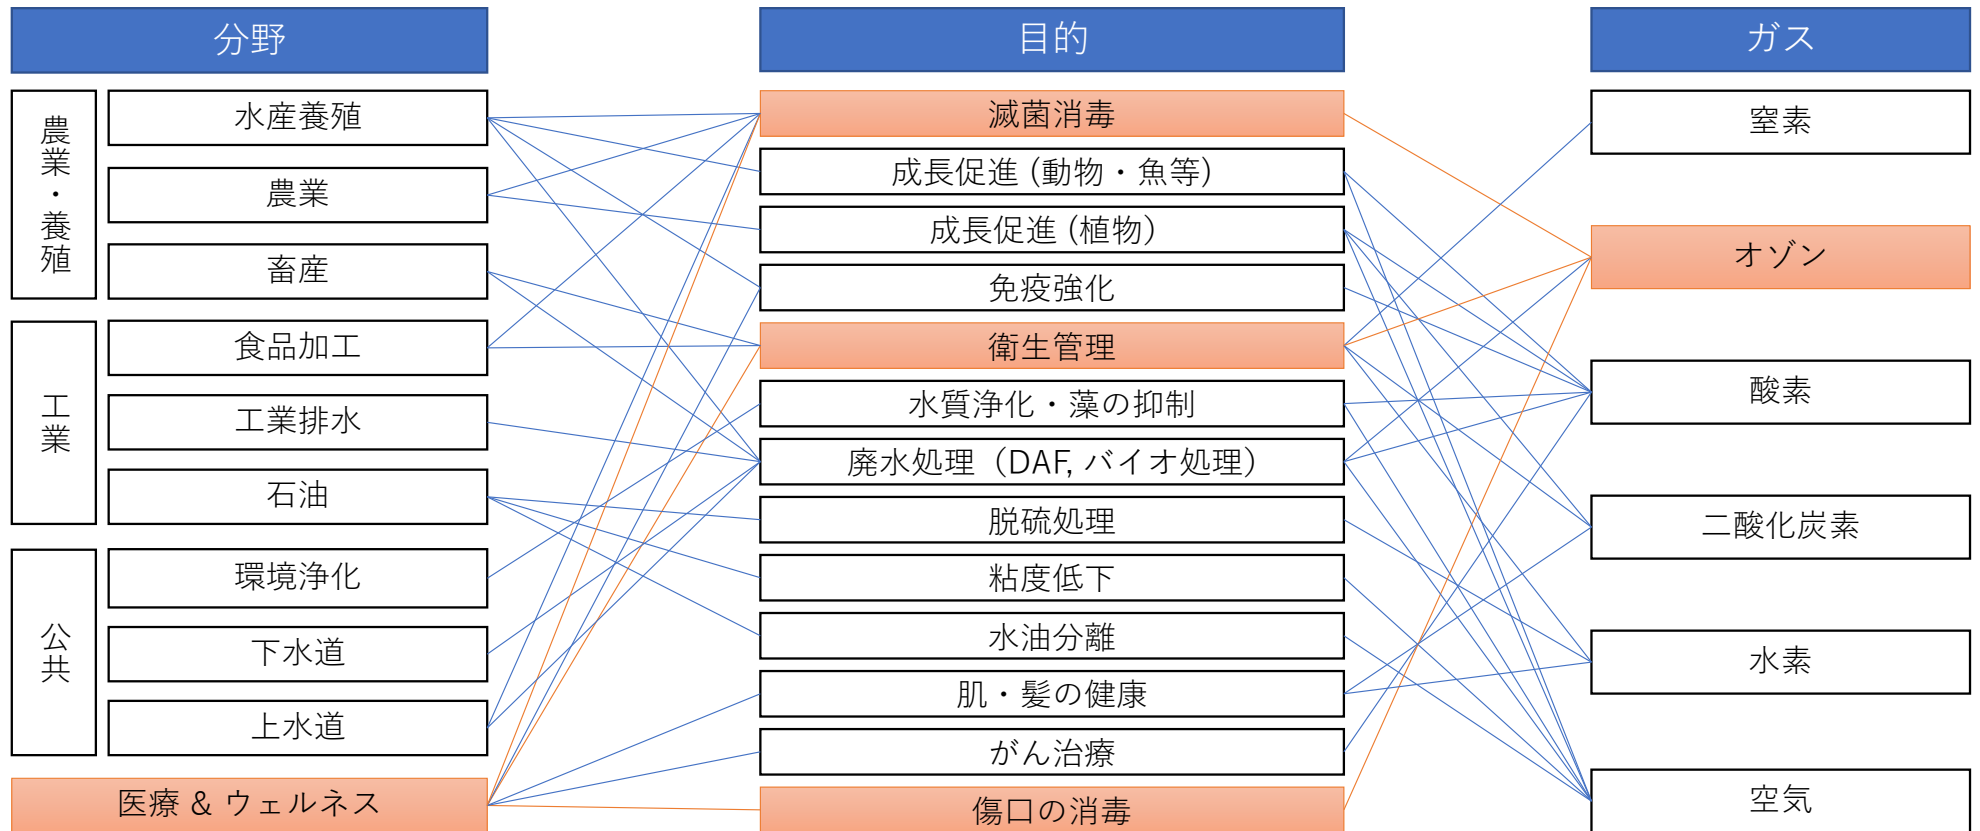 分野
目的
ガス
農業・養殖
水産養殖
農業
畜産
工業
食品加工
工業排水
石油
公共
環境浄化
下水道
上水道
医療 & ウェルネス
滅菌消毒
成長促進 (動物・魚等)
成長促進 (植物)
免疫強化
衛生管理
水質浄化・藻の抑制
廃水処理（DAF, バイオ処理）
脱硫処理
粘度低下
水油分離
肌・髪の健康
がん治療
傷口の消毒
窒素
オゾン
酸素
二酸化炭素
水素
空気